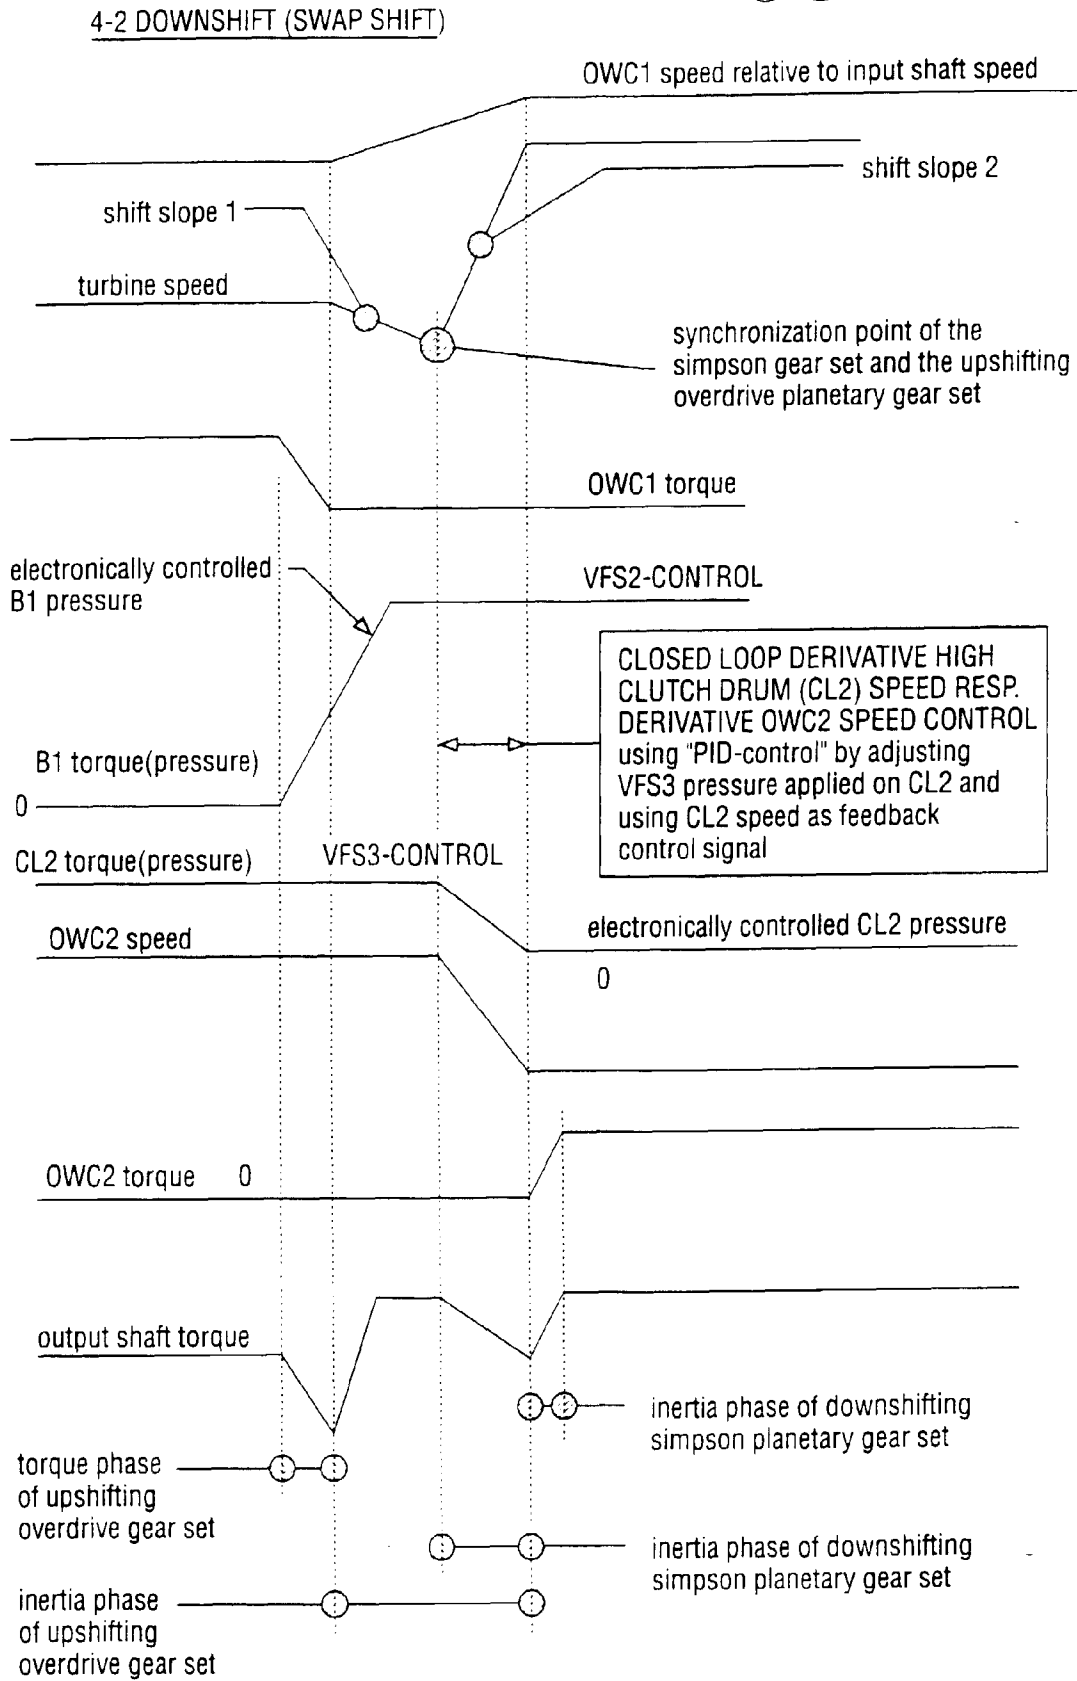 4-2 DOWNSHIFT (SWAP SHIFT)
OWC1 speed relative to input shaft speed
shift slope 2
shift slope 1
turbine speed
synchronization point of the
simpson gear set and the upshifting
overdrive planetary gear set
OWC1 torque
electronically controlled
B1 pressure
VFS2-CONTROL
CLOSED LOOP DERIVATIVE HIGH
CLUTCH DRUM (CL2) SPEED RESP.
DERIVATIVE OWC2 SPEED CONTROL
using "PID-control" by adjusting
VFS3 pressure applied on CL2 and
using CL2 speed as feedback
control signal
B1 torque(pressure)
0
CL2 torque(pressure)
VFS3-CONTROL
electronically controlled CL2 pressure
0
OWC2 speed
OWC2 torque 0
output shaft torque
inertia phase of downshifting
simpson planetary gear set
torque phase
of upshifting
overdrive gear set
inertia phase of downshifting
simpson planetary gear set
inertia phase
of upshifting
overdrive gear set